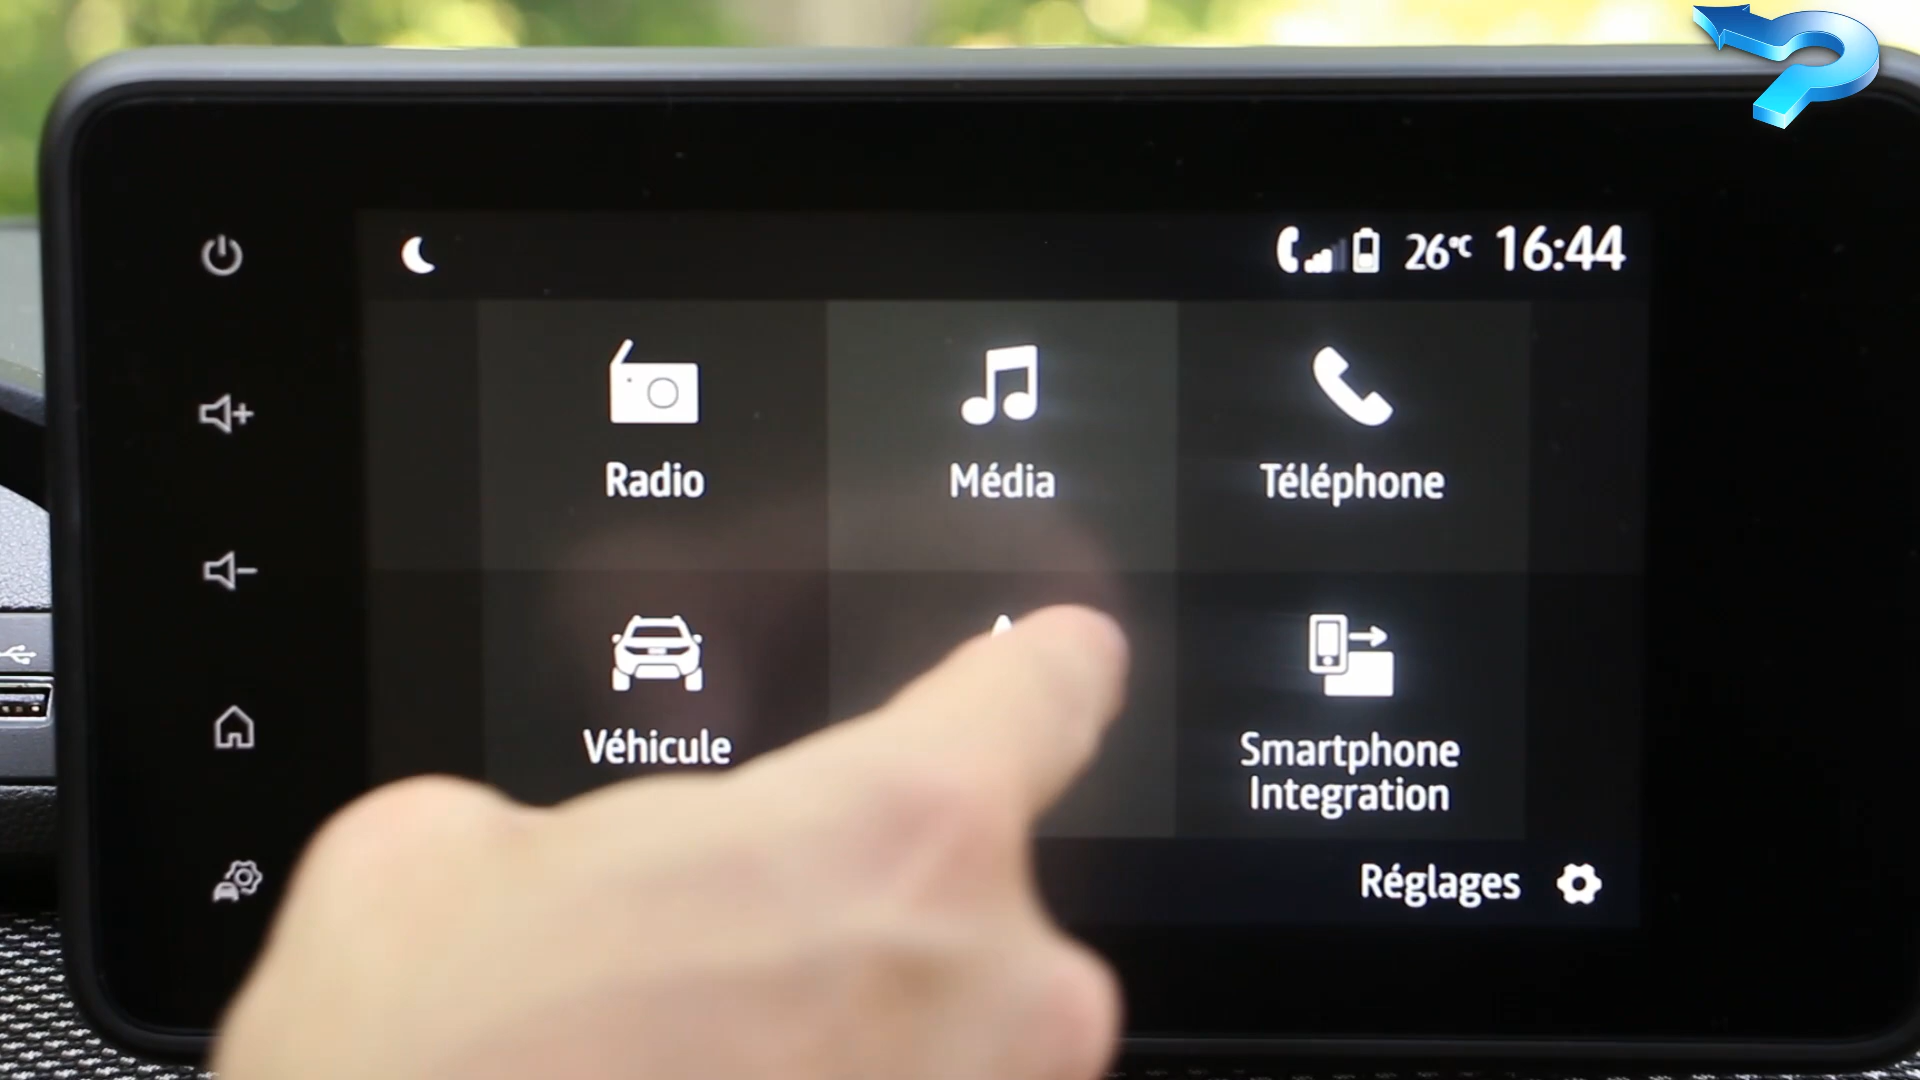 26°C 16:44
Radio
Média
Téléphone
Véhicule
Smartphone
Integration
Réglages